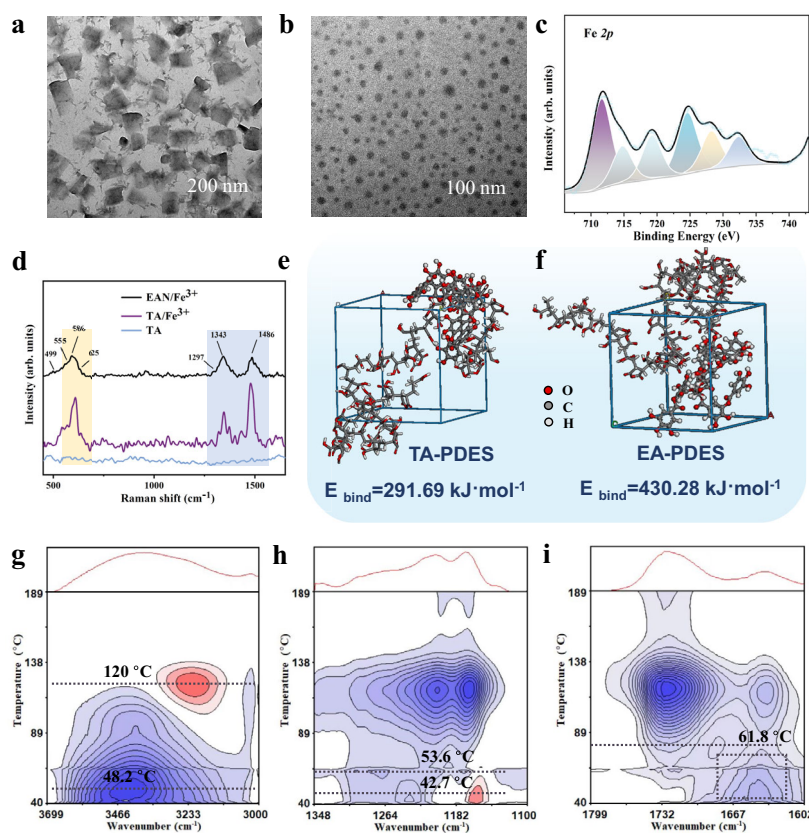 a
200 nm
b
100 nm
c
Fe 2p
Intensity (arb. units)
710 715 720 725 730 735 740
Binding Energy (eV)
d
EAN/Fe3+
TA/Fe3+
TA
499
555
586
625
1297
1343
1486
Intensity (arb. units)
500 1000 1500
Raman shift (cm-1)
e
TA-PDES
E bind=291.69 kJ·mol-1
O
C
H
f
EA-PDES
E bind=430.28 kJ·mol-1
g
Temperature (°C)
189
138
89
40
120 °C
48.2 °C
3699 3466 3233 3000
Wavenumber (cm-1)
h
Temperature (°C)
189
138
89
40
53.6 °C
42.7 °C
1348 1264 1182 1100
Wavenumber (cm-1)
i
Temperature (°C)
189
138
89
40
61.8 °C
1799 1732 1667
Wavenumber (cm-1)